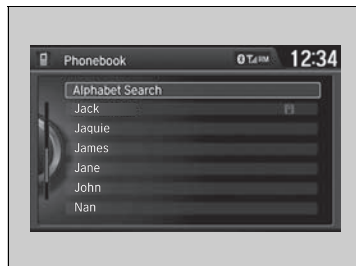 Phonebook 12:34
Alphabet Search
Jack
Jaquie
James
Jane
John
Nan